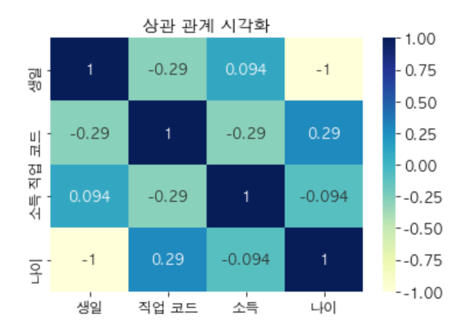 상관 관계 시각화
생일
1
-0.29
0.094
-1
직업 코드
-0.29
1
-0.29
0.29
소득
0.094
-0.29
1
-0.094
나이
-1
0.29
-0.094
1
생일
직업 코드
소득
나이
1.00
0.75
0.50
0.25
0.00
-0.25
-0.50
-0.75
-1.00